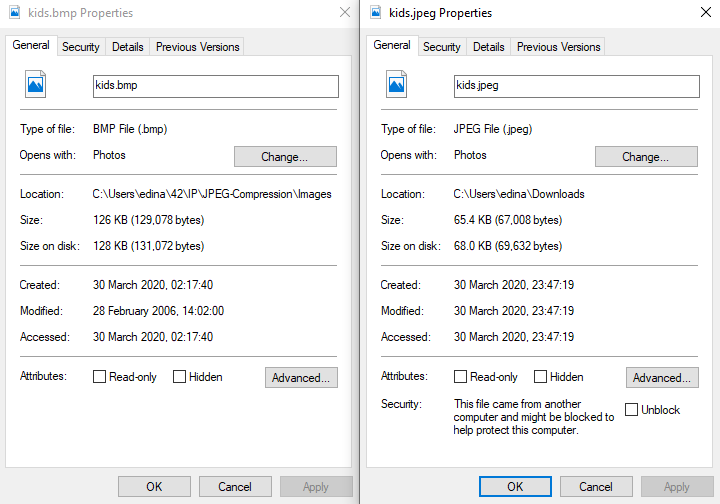 kids.bmp Properties
General Security Details Previous Versions
kids.bmp
Type of file: BMP File (.bmp)
Opens with: Photos Change...
Location: C:\Users\edina\42\IP\JPEG-Compression\Images
Size: 126 KB (129,078 bytes)
Size on disk: 128 KB (131,072 bytes)
Created: 30 March 2020, 02:17:40
Modified: 28 February 2006, 14:02:00
Accessed: 30 March 2020, 02:17:40
Attributes: Read-only Hidden Advanced...
OK Cancel Apply
kids.jpeg Properties
General Security Details Previous Versions
kids.jpeg
Type of file: JPEG File (.jpeg)
Opens with: Photos Change...
Location: C:\Users\edina\Downloads
Size: 65.4 KB (67,008 bytes)
Size on disk: 68.0 KB (69,632 bytes)
Created: 30 March 2020, 23:47:19
Modified: 30 March 2020, 23:47:19
Accessed: 30 March 2020, 23:47:19
Attributes: Read-only Hidden Advanced...
Security: This file came from another
computer and might be blocked to Unblock
help protect this computer.
OK Cancel Apply